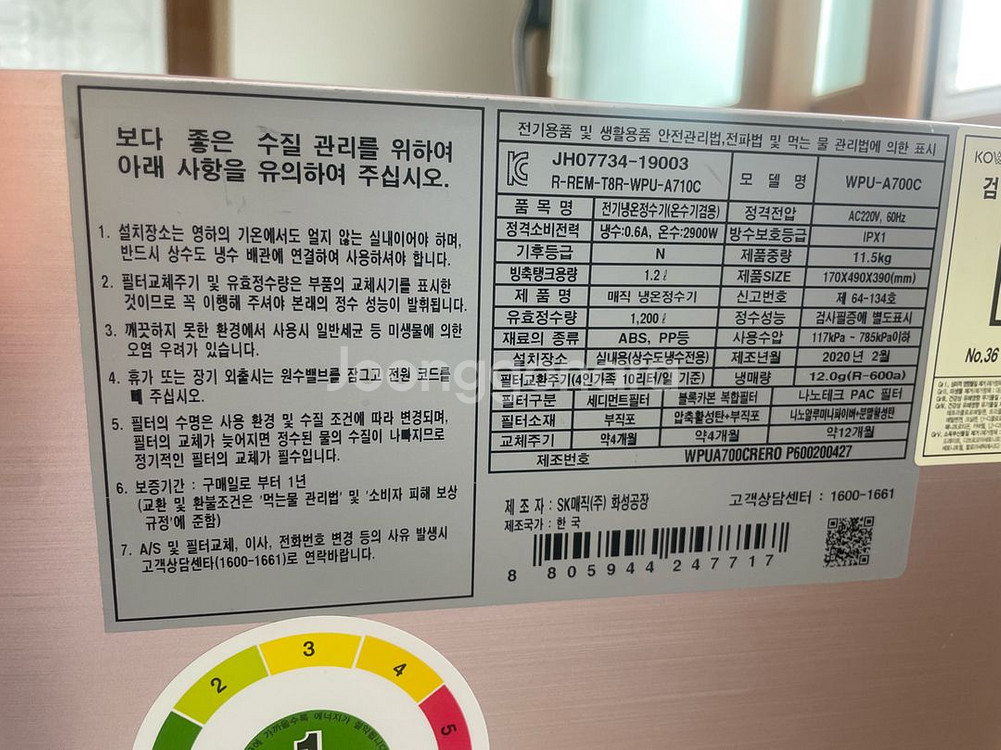 보다 좋은 수질 관리를 위하여
아래 사항을 유의하여 주십시오.
1. 설치장소는 영하의 기온에서도 얼지 않는 실내이어야 하며,
반드시 상수도 냉수 배관에 연결하여 사용하셔야 합니다.
2. 필터교체주기 및 유효정수량은 부품의 교체시기를 표시한
것이므로 꼭 이행해 주셔야 본래의 정수 성능이 발휘됩니다.
3. 깨끗하지 못한 환경에서 사용시 일반세균 등 미생물에 의한
오염 우려가 있습니다.
4. 휴가 또는 장기 외출시는 원수밸브를 잠그고 전원 코드를
빼 주십시오.
5. 필터의 수명은 사용 환경 및 수질 조건에 따라 변경되며,
필터의 교체가 늦어지면 정수된 물의 수질이 나빠지므로
정기적인 필터의 교체가 필수입니다.
6. 보증기간 : 구매일로 부터 1년
(교환 및 환불조건은 '먹는물 관리법' 및 '소비자 피해 보상
규정'에 준함)
7. A/S 및 필터교체, 이사, 전화번호 변경 등의 사유 발생시
고객상담센타(1600-1661)로 연락바랍니다.
전기용품 및 생활용품 안전관리법,전파법 및 먹는 물 관리법에 의한 표시
JH07734-19003
R-REM-T8R-WPU-A710C 모 델 명 WPU-A700C
품 목 명 전기냉온정수기(온수기겸용) 정격전압 AC220V, 60Hz
정격소비전력 냉수:0.6A, 온수:2900W 방수보호등급 IPX1
기후등급 N 제품중량 11.5kg
빙축탱크용량 1.2ℓ 제품SIZE 170X490X390(mm)
제 품 명 매직 냉온정수기 신고번호 제 64-134호
유효정수량 1,200ℓ 정수성능 검사필증에 별도표시
재료의 종류 ABS, PP등 사용수압 117kPa ~ 785kPa이하
설치장소 실내용(상수도냉수전용) 제조년월 2020년 2월
필터교환주기(4인가족 10리터/일 기준) 냉매량 12.0g(R-600a)
필터구분 세디먼트필터 블록카본 복합필터 나노테크 PAC 필터
필터소재 부직포 압축활성탄+부직포 나노알루미나파이버+분말활성탄
교체주기 약4개월 약4개월 약12개월
제조번호 WPUA700CRERO P600200427
제 조 자 : SK매직(주) 화성공장 고객상담센터 : 1600-1661
제조국가 : 한 국
8 805944 247717
No.36
2
3
4
5
1